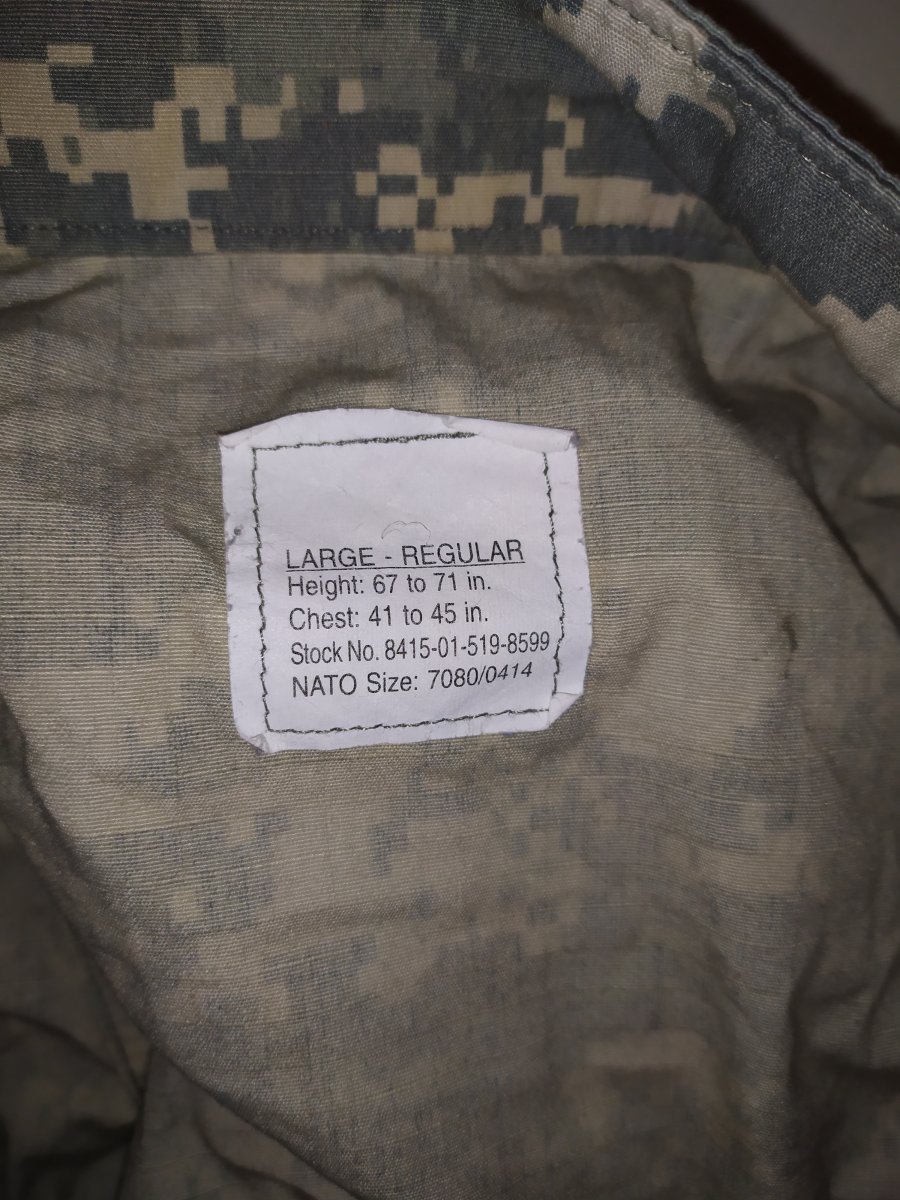 LARGE - REGULAR
Height: 67 to 71 in.
Chest: 41 to 45 in.
Stock No. 8415-01-519-8599
NATO Size: 7080/0414